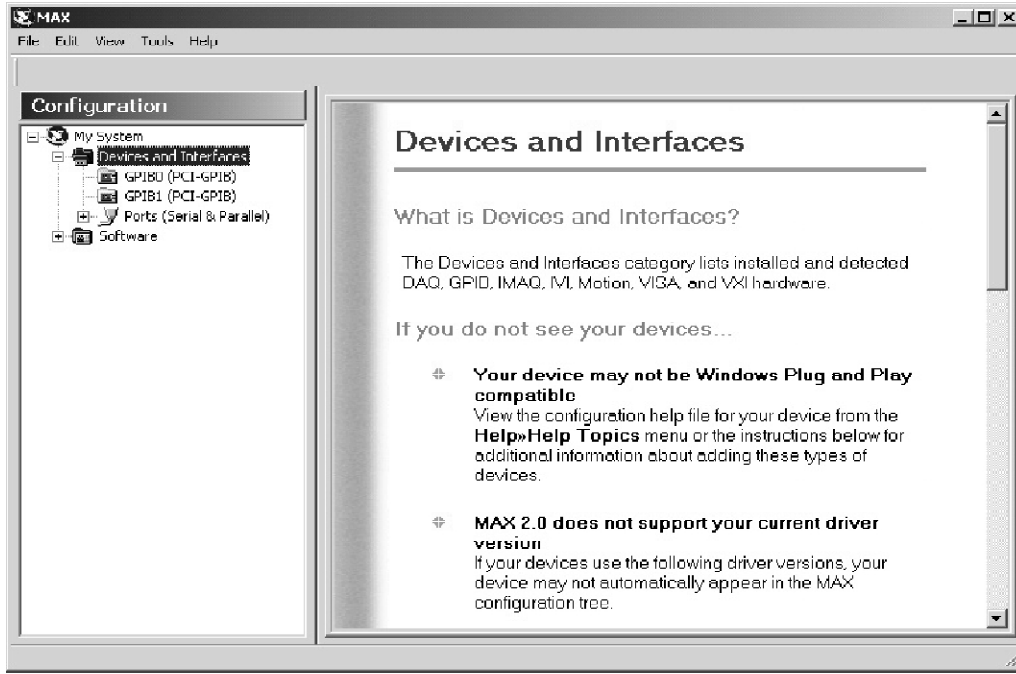 MAX
File Edit View Tools Help
Configuration
My System
Devices and Interfaces
GPIB0 (PCI-GPIB)
GPIB1 (PCI-GPIB)
Ports (Serial & Parallel)
Software
Devices and Interfaces
What is Devices and Interfaces?
The Devices and Interfaces category lists installed and detected
DAQ, GPIB, IMAQ, IVI, Motion, VISA, and VXI hardware.
If you do not see your devices...
Your device may not be Windows Plug and Play
compatible
View the configuration help file for your device from the
Help»Help Topics menu or the instructions below for
additional information about adding these types of
devices.
MAX 2.0 does not support your current driver
version
If your devices use the following driver versions, your
device may not automatically appear in the MAX
configuration tree.